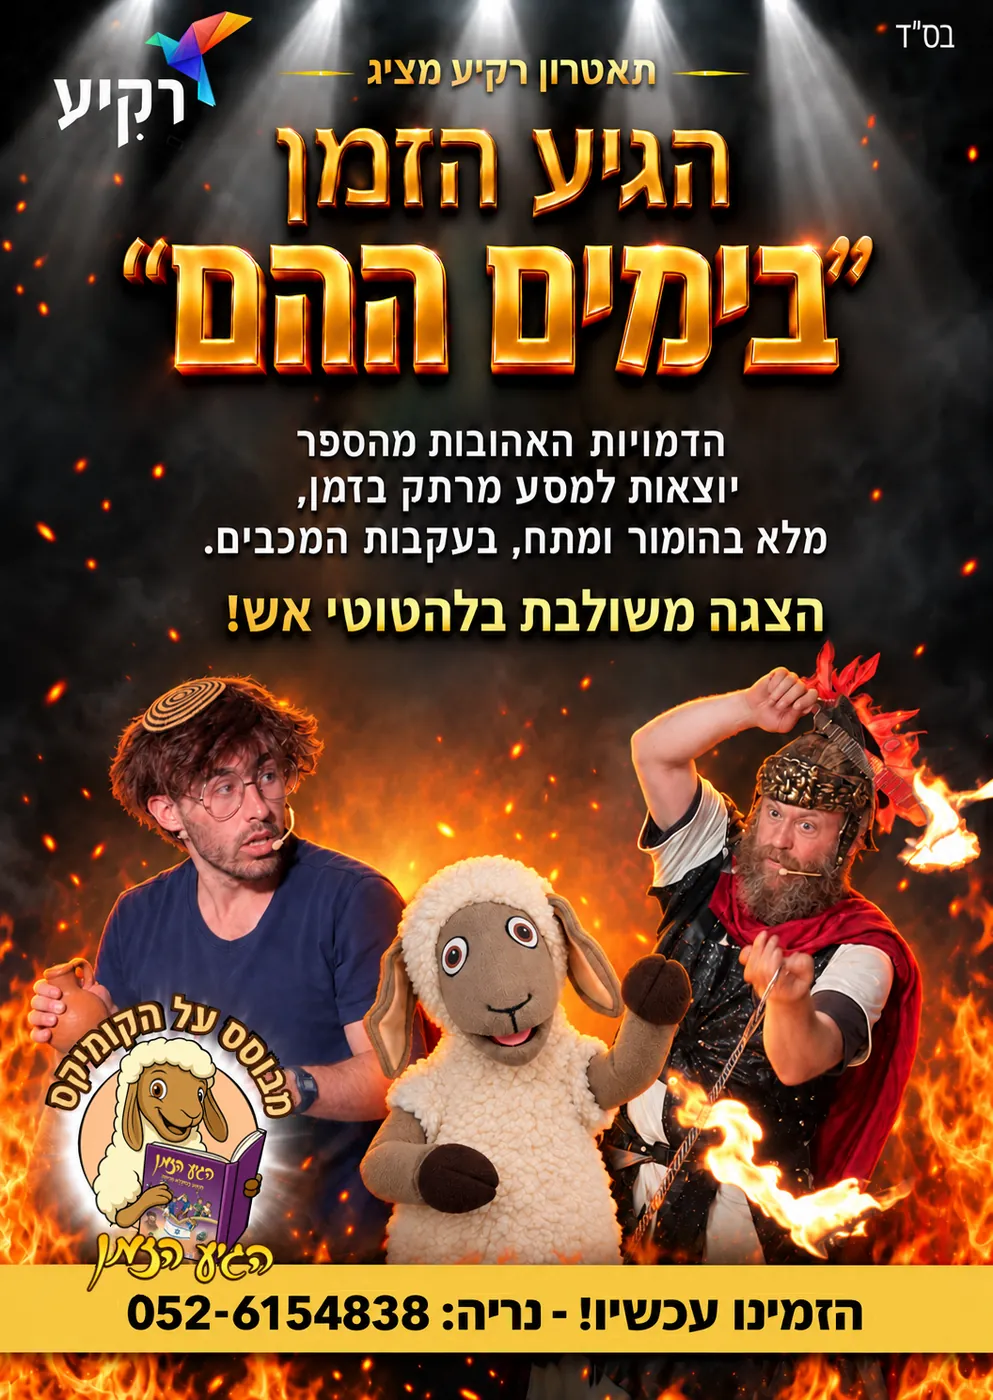 בס"ד
רקיע
תאטרון רקיע מציג
הגיע הזמן
"בימים ההם"
הדמויות האהובות מהספר
יוצאות למסע מרתק בזמן,
מלא בהומור ומתח, בעקבות המכבים.
הצגה משולבת בלהטוטי אש!
מבוסס על הקומיקס
הגיע הזמן
הגיע הזמן
הזמינו עכשיו! - נריה: 052-6154838